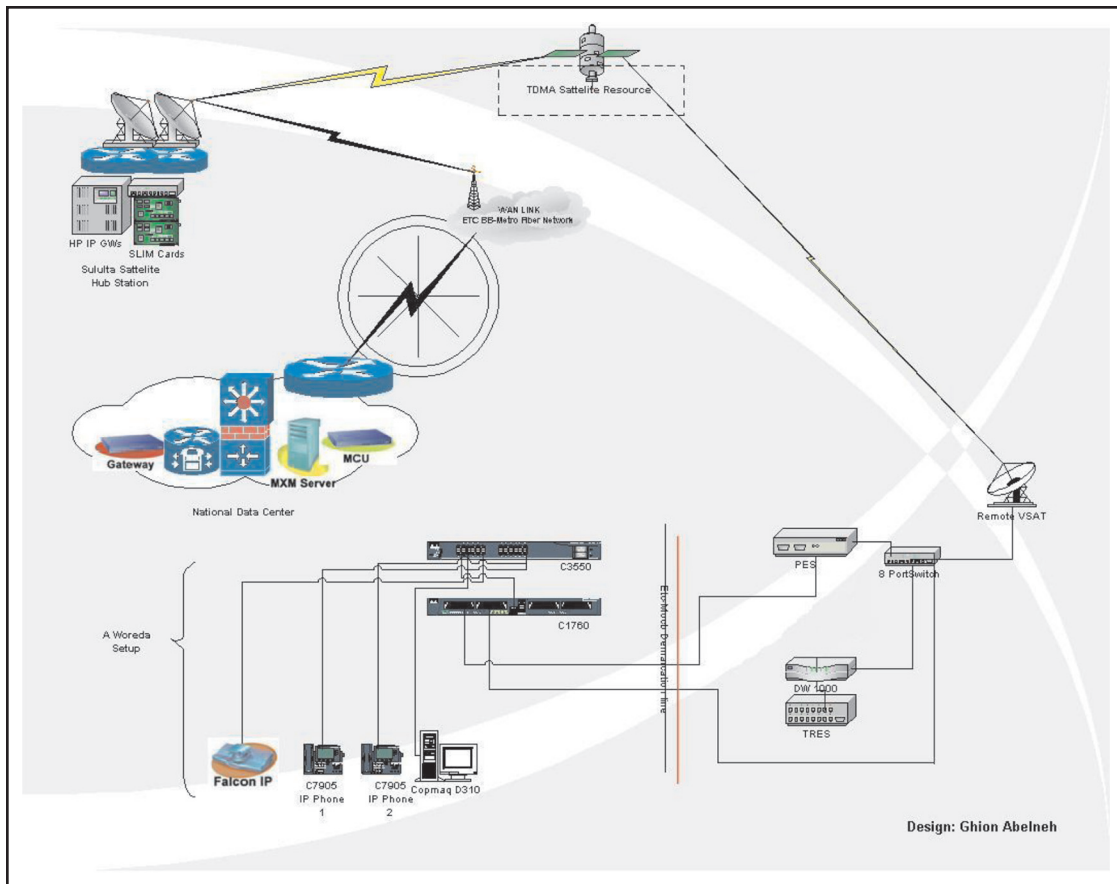 TDMA Sattelite Resource
WAN LINK
ETC BB-Metro Fiber Network
HP IP GWs
SLIM Cards
Sululta Sattelite
Hub Station
Gateway
MXM Server
MCU
National Data Center
Remote VSAT
C3550
PES
8 PortSwitch
C1760
A Woreda
Setup
Demarcation line
DW 1000
TRES
Falcon IP
C7905
IP Phone
1
C7905
IP Phone
2
Copmaq D310
Design: Ghion Abelneh